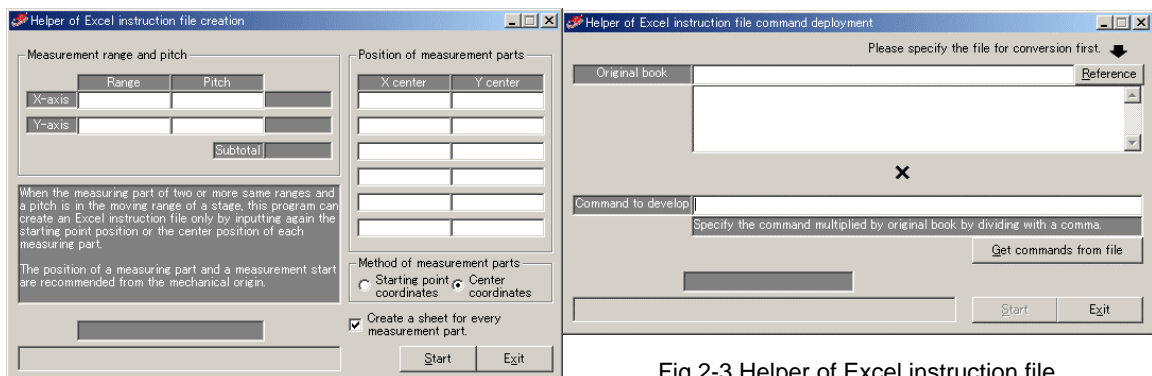 Helper of Excel instruction file creation
Measurement range and pitch
Range Pitch
X-axis
Y-axis
Subtotal
When the measuring part of two or more same ranges and
a pitch is in the moving range of a stage, this program can
create an Excel instruction file only by inputting again the
starting point position or the center position of each
measuring part.
The position of a measuring part and a measurement start
are recommended from the mechanical origin.
Position of measurement parts
X center Y center
Method of measurement parts
Starting point coordinates
Center coordinates
Create a sheet for every
measurement part.
Start Exit
Helper of Excel instruction file command deployment
Please specify the file for conversion first.
Original book Reference
×
Command to develop
Specify the command multiplied by original book by dividing with a comma.
Get commands from file
Start Exit
Fig 2-3 Helper of Excel instruction file